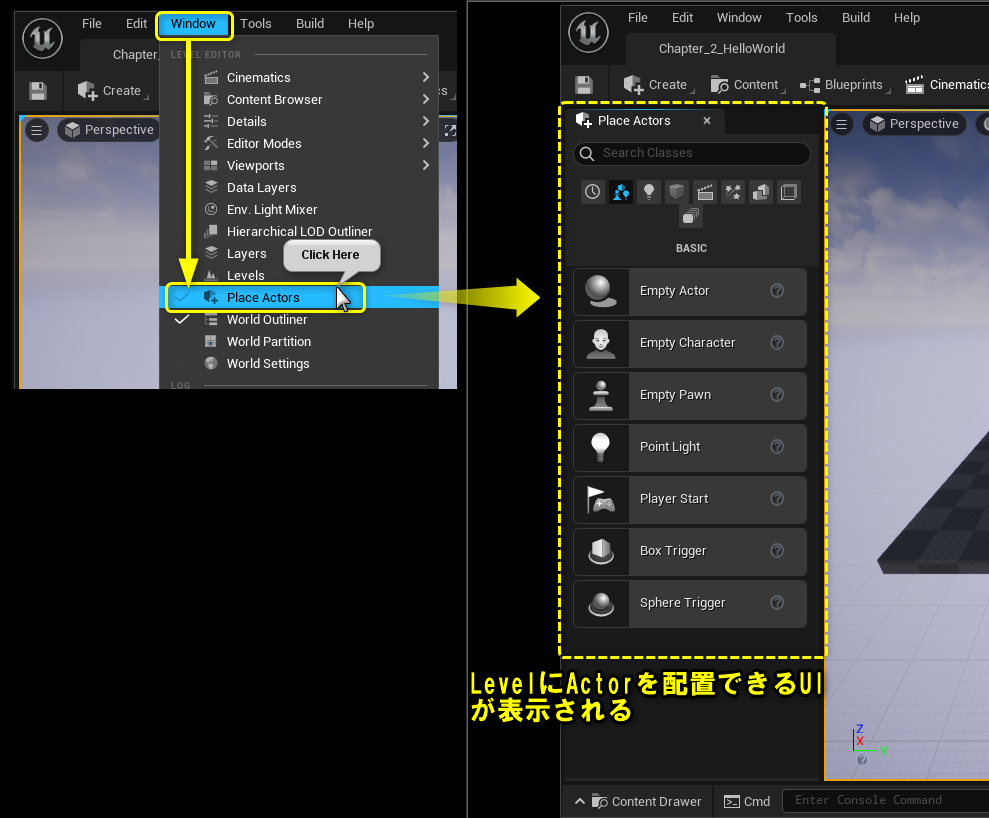 File Edit Window Tools Build Help
Chapter_
Create
cs
Perspective
LEVEL EDITOR
Cinematics
Content Browser
Details
Editor Modes
Viewports
Data Layers
Env. Light Mixer
Hierarchical LOD Outliner
Layers
Levels
Place Actors
World Outliner
World Partition
World Settings
LOG
Click Here
File Edit Window Tools Build Help
Chapter_2_HelloWorld
Create Content Blueprints Cinematics
Place Actors ×
Perspective
Search Classes
BASIC
Empty Actor
Empty Character
Empty Pawn
Point Light
Player Start
Box Trigger
Sphere Trigger
LevelにActorを配置できるUI
が表示される
Z
X
Y
Content Drawer Cmd Enter Console Command